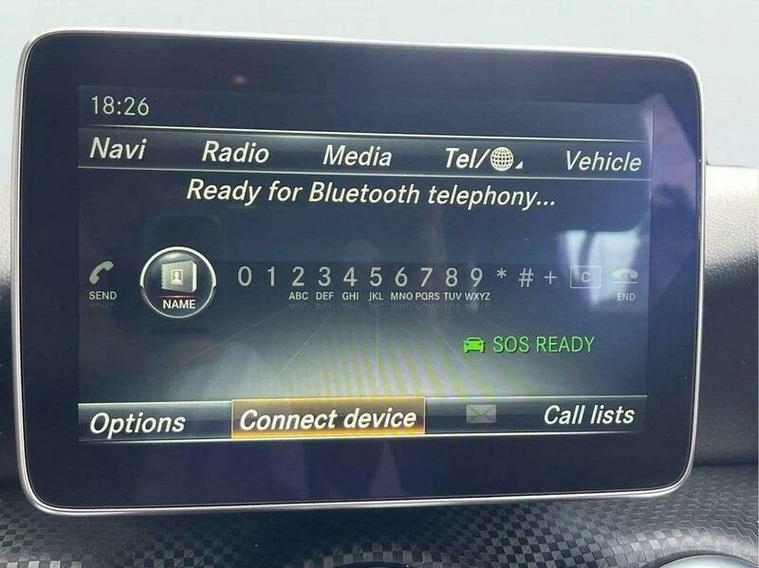 18:26
Navi Radio Media Tel/ Vehicle
Ready for Bluetooth telephony...
SEND NAME 0 1 2 3 4 5 6 7 8 9 * # + C END
ABC DEF GHI JKL MNO PQRS TUV WXYZ
SOS READY
Options Connect device Call lists